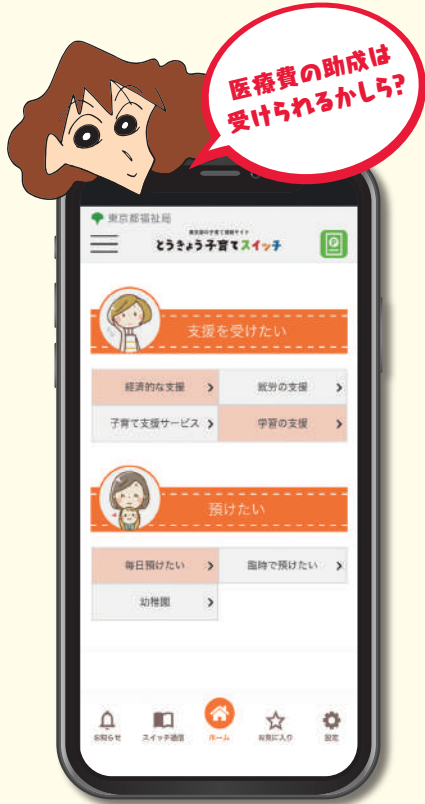 医療費の助成は
受けられるかしら?
東京都福祉局
東京都の子育て情報サイト
とうきょう子育てスイッチ
支援を受けたい
経済的な支援
就労の支援
子育て支援サービス
学習の支援
預けたい
毎日預けたい
臨時で預けたい
幼稚園
お知らせ
スイッチ通信
ホーム
お気に入り
設定